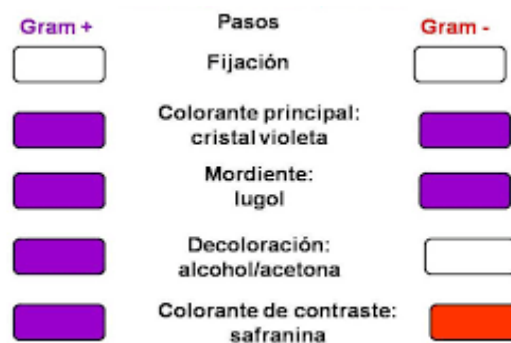 Gram + Pasos Gram -
Fijación
Colorante principal:
cristal violeta
Mordiente:
lugol
Decoloración:
alcohol/acetona
Colorante de contraste:
safranina